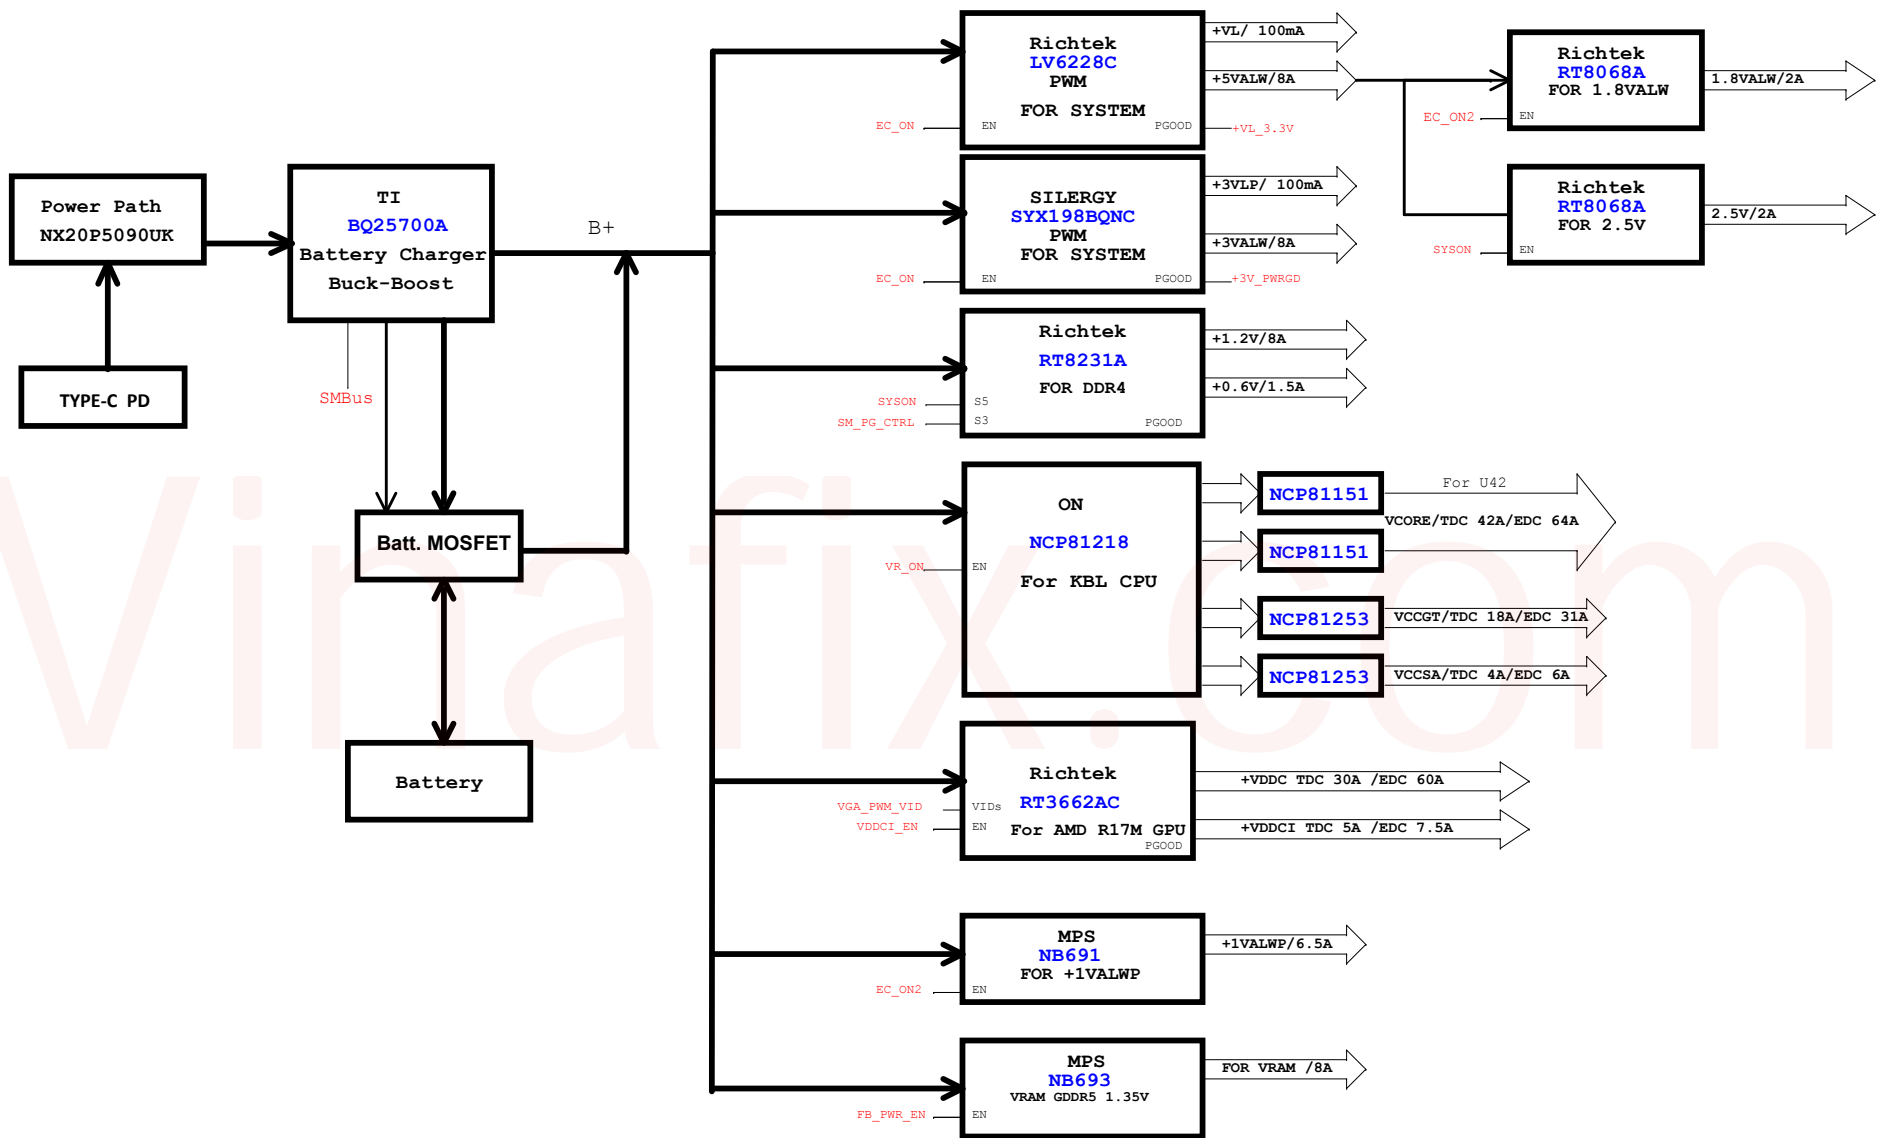 Power Path
NX20P5090UK
TYPE-C PD
TI
BQ25700A
Battery Charger
Buck-Boost
SMBus
Batt. MOSFET
Battery
B+
Richtek
LV6228C
PWM
FOR SYSTEM
EC_ON
EN
PGOOD
+VL/ 100mA
+5VALW/8A
+VL_3.3V
Richtek
RT8068A
FOR 1.8VALW
EC_ON2
EN
1.8VALW/2A
Richtek
RT8068A
FOR 2.5V
SYSON
EN
2.5V/2A
SILERGY
SYX198BQNC
PWM
FOR SYSTEM
EC_ON
EN
PGOOD
+3VLP/ 100mA
+3VALW/8A
+3V_PWRGD
Richtek
RT8231A
FOR DDR4
SYSON
S5
SM_PG_CTRL
S3
PGOOD
+1.2V/8A
+0.6V/1.5A
ON
NCP81218
For KBL CPU
VR_ON
EN
NCP81151
For U42
VCORE/TDC 42A/EDC 64A
NCP81151
NCP81253
VCCGT/TDC 18A/EDC 31A
NCP81253
VCCSA/TDC 4A/EDC 6A
Richtek
RT3662AC
For AMD R17M GPU
VGA_PWM_VID
VIDs
VDDCI_EN
EN
PGOOD
+VDDC TDC 30A /EDC 60A
+VDDCI TDC 5A /EDC 7.5A
MPS
NB691
FOR +1VALWP
EC_ON2
EN
+1VALWP/6.5A
MPS
NB693
VRAM GDDR5 1.35V
FB_PWR_EN
EN
FOR VRAM /8A
Vinafix.com